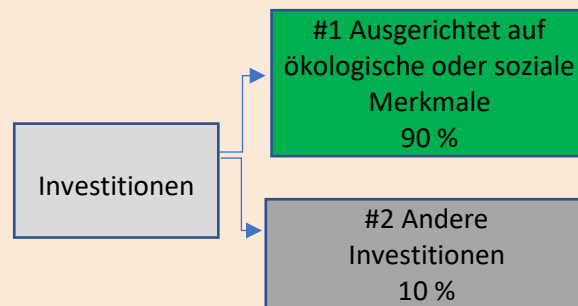 #1 Ausgerichtet auf
ökologische oder soziale
Merkmale
90 %
Investitionen
#2 Andere
Investitionen
10 %